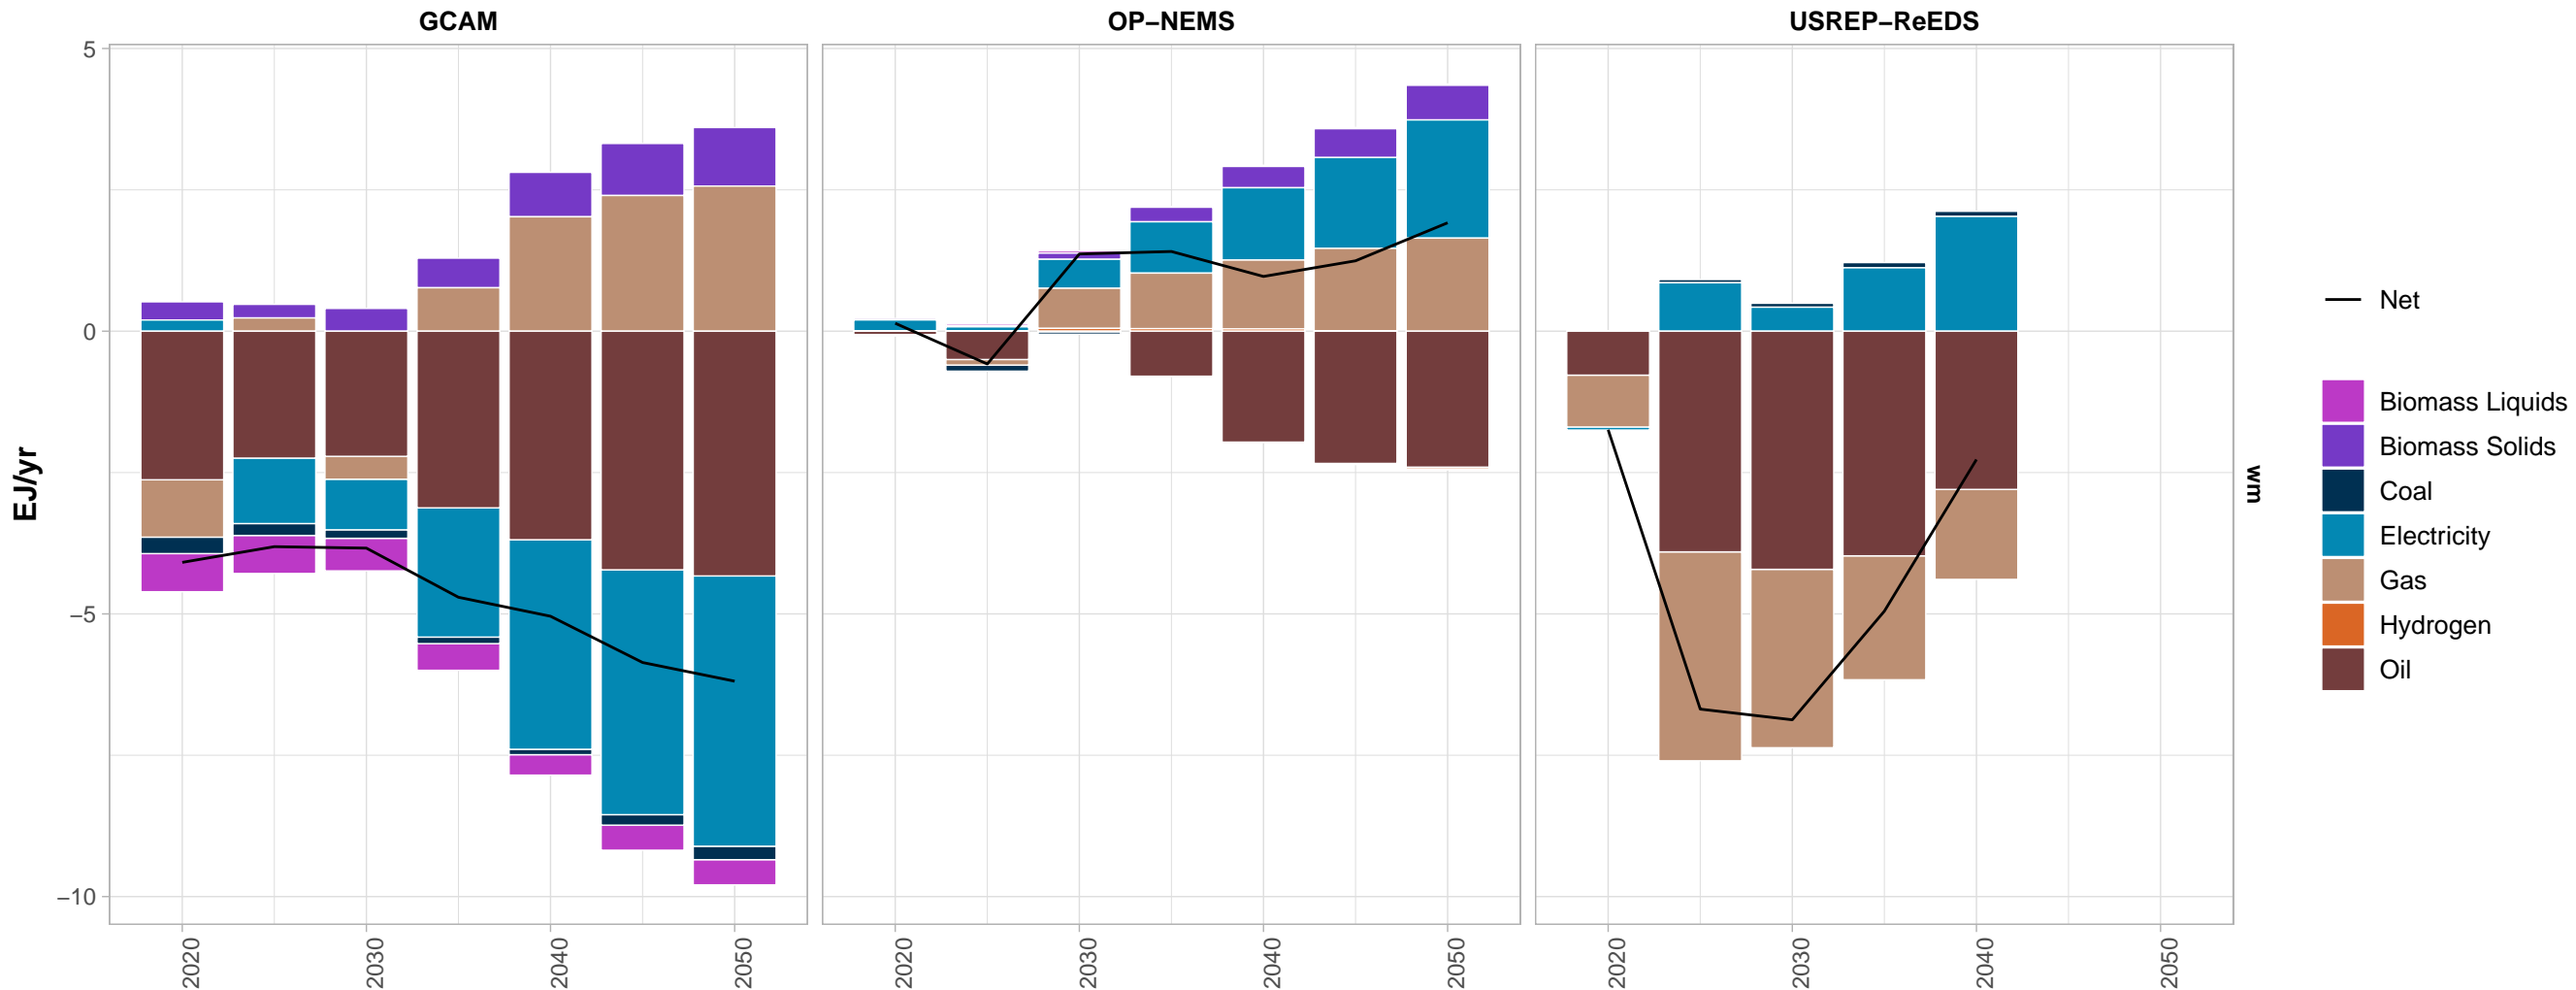 GCAM
OP−NEMS
USREP−ReEDS
EJ/yr
5
0
−5
−10
2020
2030
2040
2050
2020
2030
2040
2050
2020
2030
2040
2050
wm
Net
Biomass Liquids
Biomass Solids
Coal
Electricity
Gas
Hydrogen
Oil